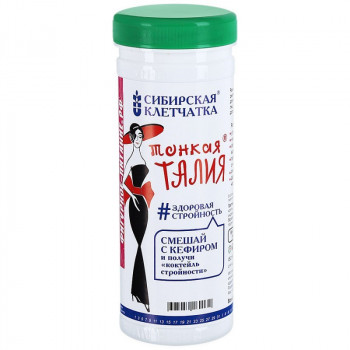 СИБИРСКАЯ®
КЛЕТЧАТКА
тонкая®
ТАЛИЯ
#ЗДОРОВАЯ
СТРОЙНОСТЬ
СМЕШАЙ
С КЕФИРОМ
и получи
«коктейль
стройности»